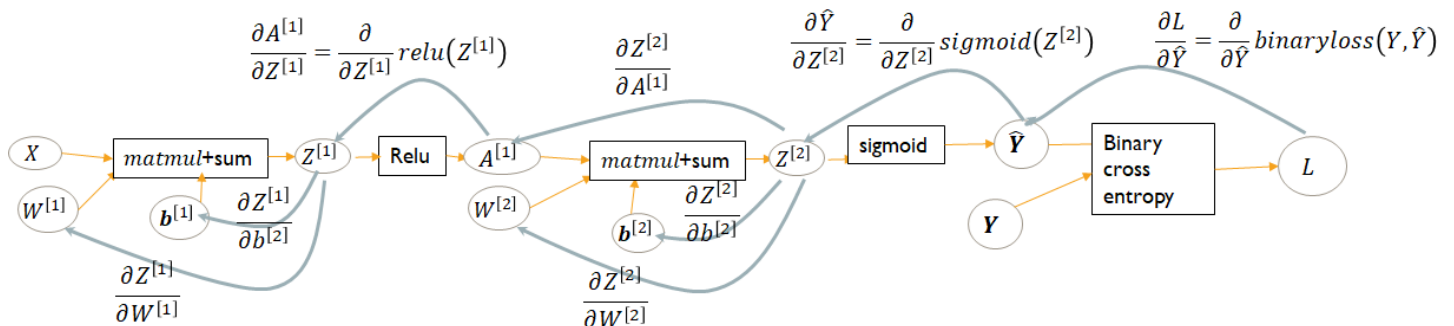 ∂A^[1]/∂Z^[1] = ∂/∂Z^[1] relu(Z^[1])
∂Z^[2]/∂A^[1]
∂Ŷ/∂Z^[2] = ∂/∂Z^[2] sigmoid(Z^[2])
∂L/∂Ŷ = ∂/∂Ŷ binaryloss(Y, Ŷ)
X
matmul+sum
Z^[1]
Relu
A^[1]
matmul+sum
Z^[2]
sigmoid
Ŷ
Binary
cross
entropy
L
W^[1]
b^[1]
∂Z^[1]/∂b^[2]
W^[2]
b^[2]
∂Z^[2]/∂b^[2]
Y
∂Z^[1]/∂W^[1]
∂Z^[2]/∂W^[2]